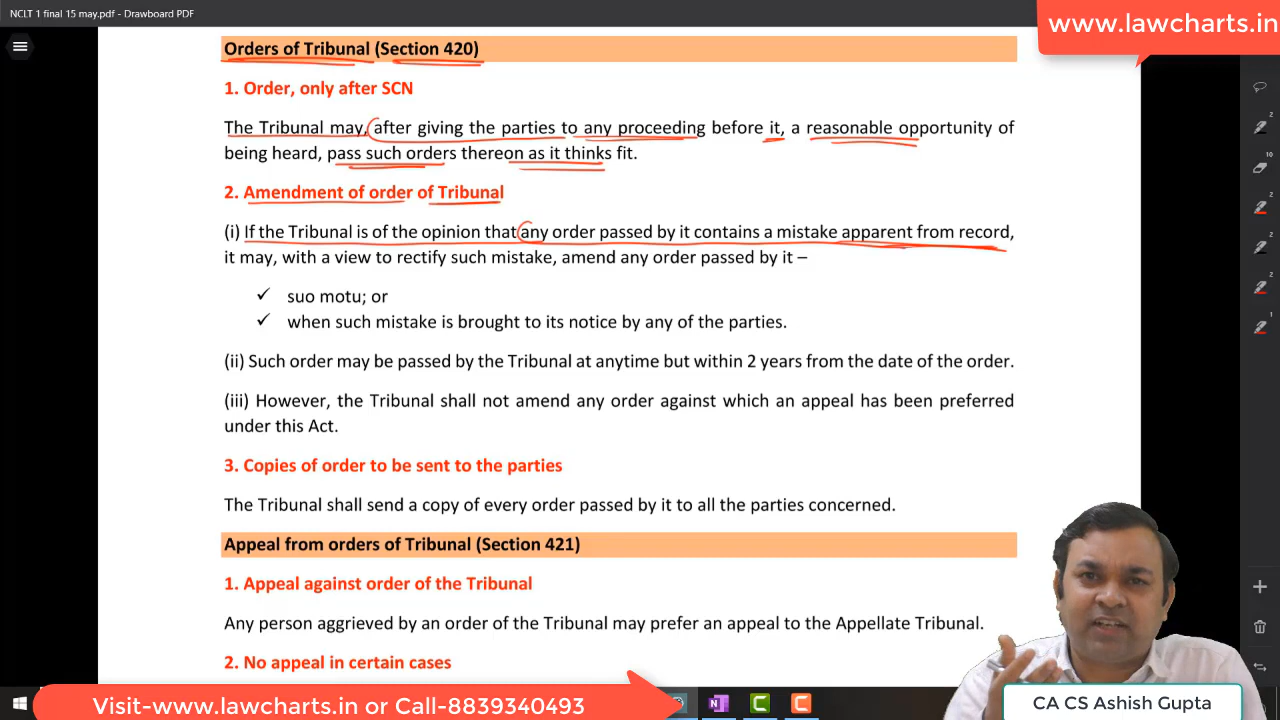 NCLT 1 final 15 may.pdf - Drawboard PDF
www.lawcharts.in
Orders of Tribunal (Section 420)
1. Order, only after SCN
The Tribunal may, after giving the parties to any proceeding before it, a reasonable opportunity of
being heard, pass such orders thereon as it thinks fit.
2. Amendment of order of Tribunal
(i) If the Tribunal is of the opinion that any order passed by it contains a mistake apparent from record,
it may, with a view to rectify such mistake, amend any order passed by it –
✓ suo motu; or
✓ when such mistake is brought to its notice by any of the parties.
(ii) Such order may be passed by the Tribunal at anytime but within 2 years from the date of the order.
(iii) However, the Tribunal shall not amend any order against which an appeal has been preferred
under this Act.
3. Copies of order to be sent to the parties
The Tribunal shall send a copy of every order passed by it to all the parties concerned.
Appeal from orders of Tribunal (Section 421)
1. Appeal against order of the Tribunal
Any person aggrieved by an order of the Tribunal may prefer an appeal to the Appellate Tribunal.
2. No appeal in certain cases
10
2
2
2
2
1
Visit-www.lawcharts.in or Call-8839340493
CA CS Ashish Gupta